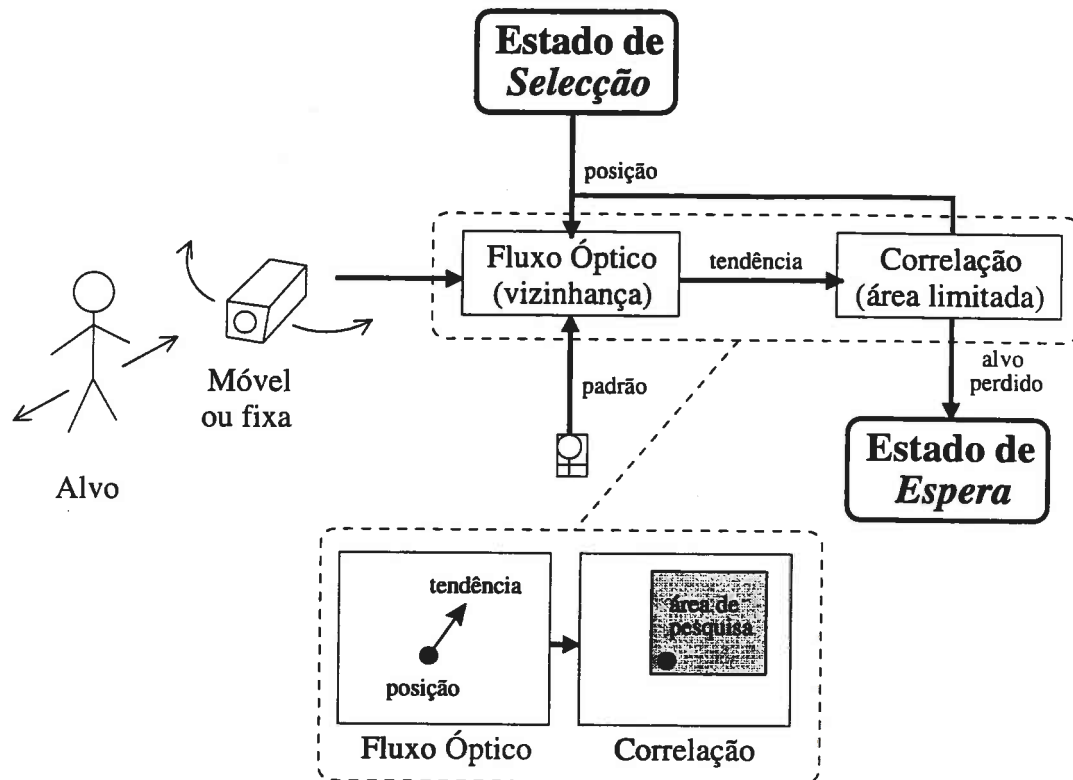 Estado de
Selecção
posição
Fluxo Óptico
(vizinhança)
tendência
Correlação
(área limitada)
Móvel
ou fixa
Alvo
padrão
alvo
perdido
Estado de
Espera
tendência
posição
área de
pesquisa
Fluxo Óptico
Correlação